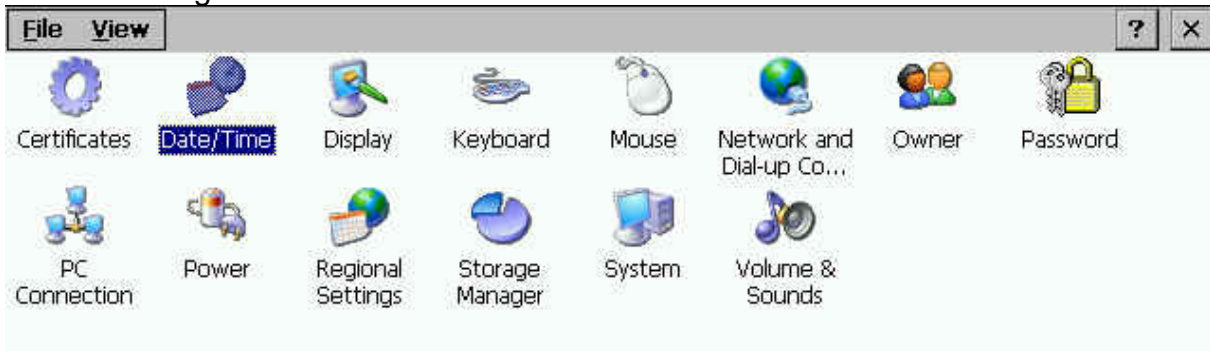 File View ? ×
Certificates Date/Time Display Keyboard Mouse Network and Dial-up Co... Owner Password
PC Connection Power Regional Settings Storage Manager System Volume & Sounds